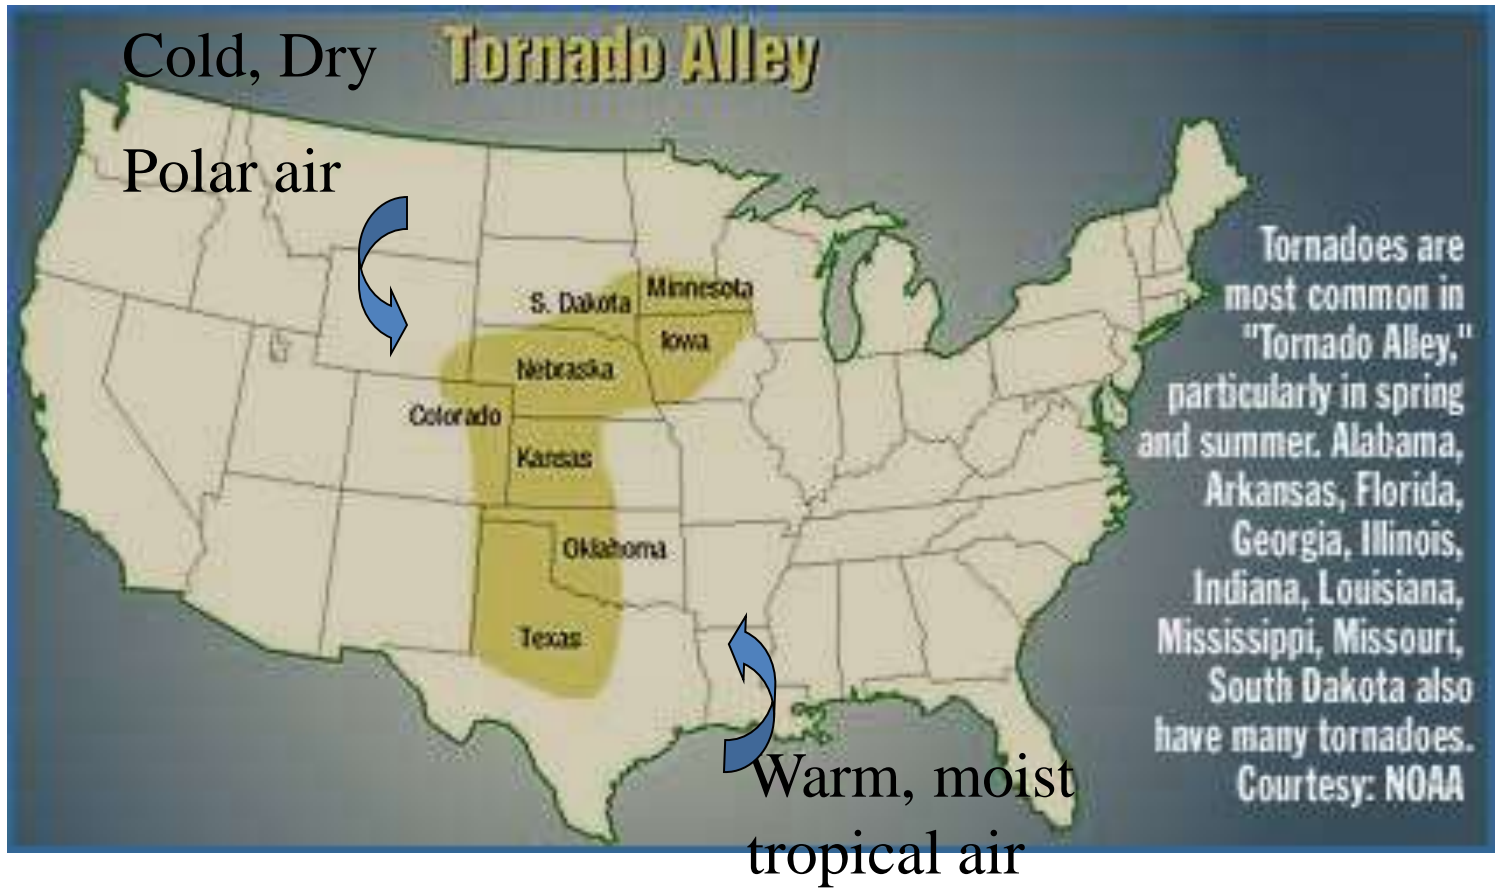 Cold, Dry
Tornado Alley
Polar air
Tornadoes are
most common in
"Tornado Alley,"
particularly in spring
and summer. Alabama,
Arkansas, Florida,
Georgia, Illinois,
Indiana, Louisiana,
Mississippi, Missouri,
South Dakota also
have many tornadoes.
Courtesy: NOAA
Minnesota
S. Dakota
Iowa
Nebraska
Colorado
Kansas
Oklahoma
Texas
Warm, moist
tropical air